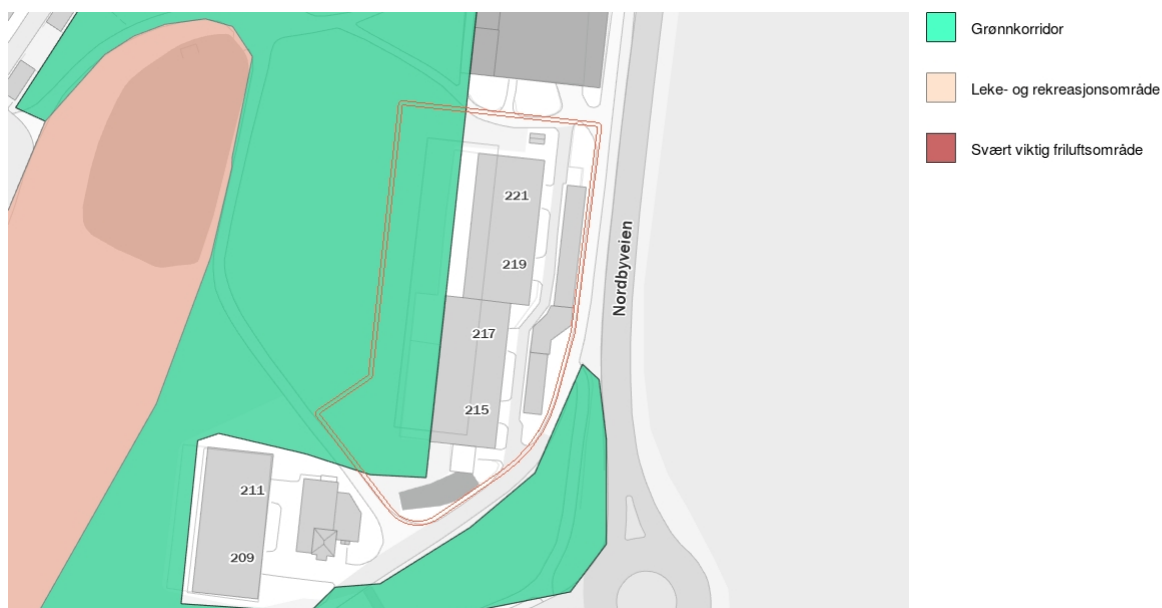 Grønnkorridor
Leke- og rekreasjonsområde
Svært viktig friluftsområde
221
219
217
215
211
209
Nordbyveien